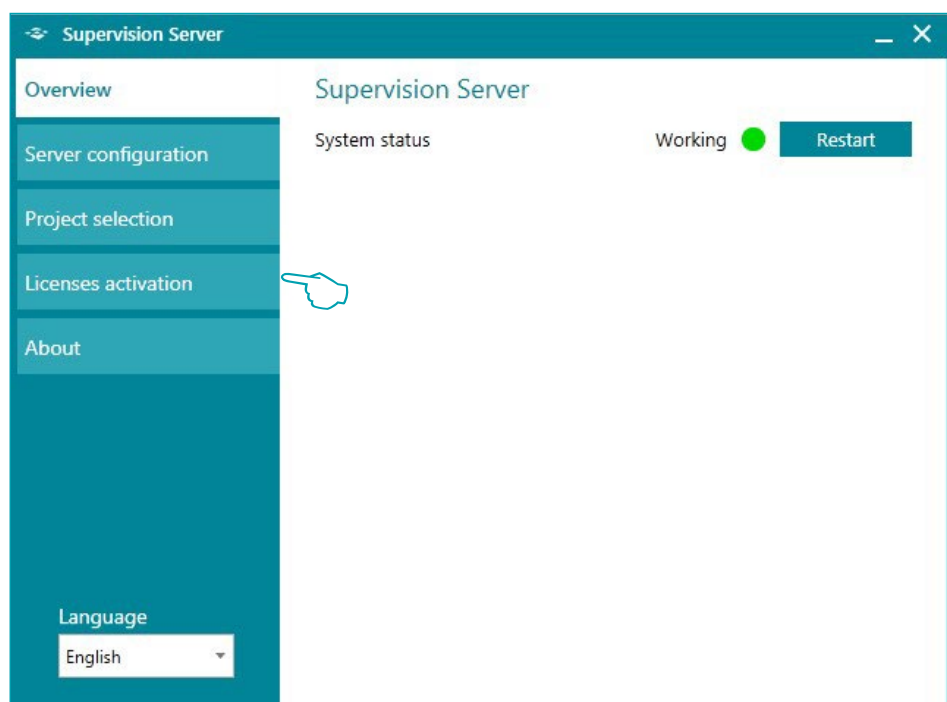 Supervision Server
Overview
Server configuration
Project selection
Licenses activation
About
Language
English
Supervision Server
System status Working Restart